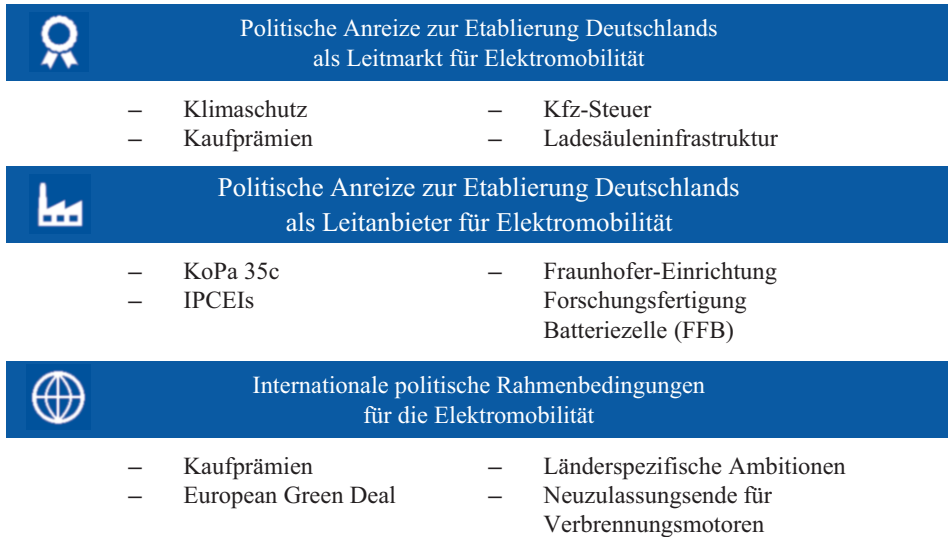 Politische Anreize zur Etablierung Deutschlands
als Leitmarkt für Elektromobilität
– Klimaschutz
– Kaufprämien
– Kfz-Steuer
– Ladesäuleninfrastruktur
Politische Anreize zur Etablierung Deutschlands
als Leitanbieter für Elektromobilität
– KoPa 35c
– IPCEIs
– Fraunhofer-Einrichtung
Forschungsfertigung
Batteriezelle (FFB)
Internationale politische Rahmenbedingungen
für die Elektromobilität
– Kaufprämien
– European Green Deal
– Länderspezifische Ambitionen
– Neuzulassungsende für
Verbrennungsmotoren